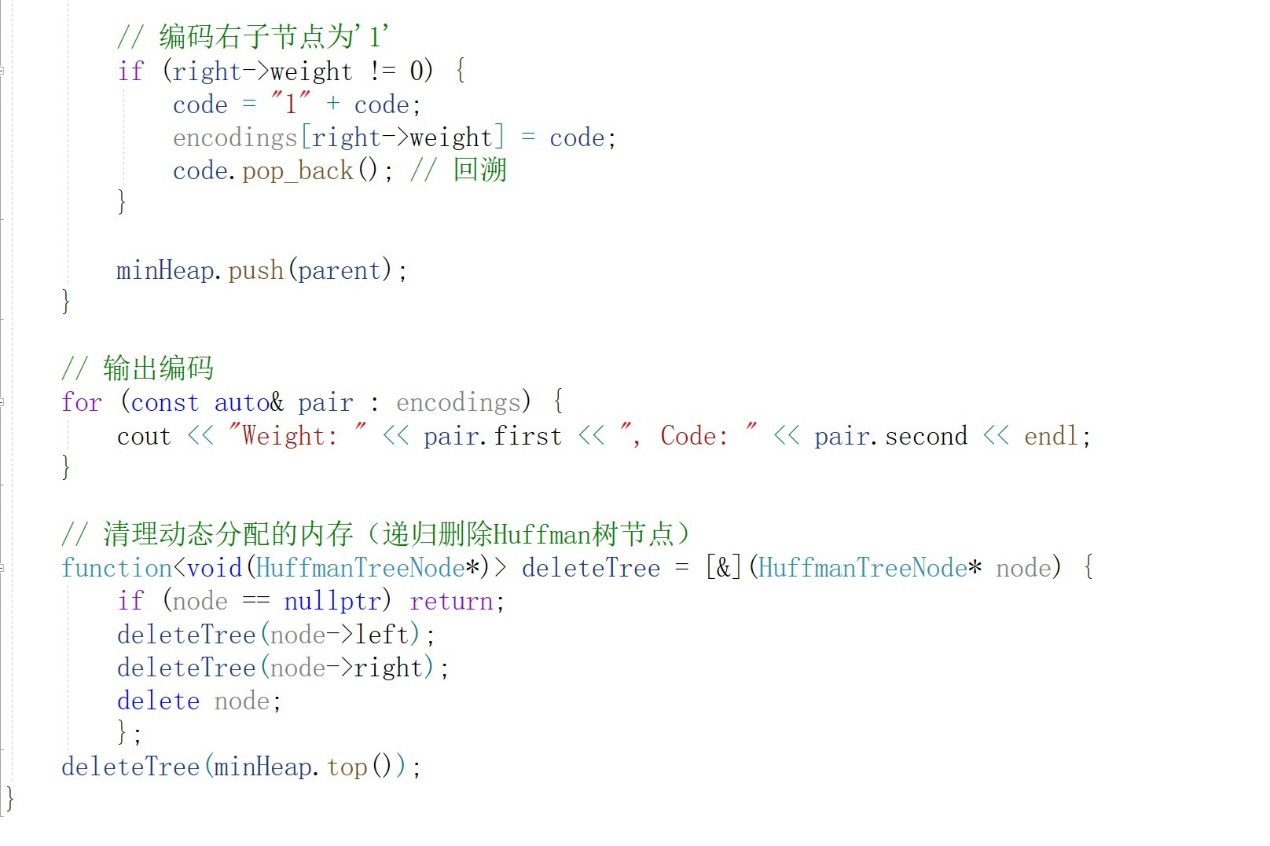 // 编码右子节点为'1'
if (right->weight != 0) {
code = "1" + code;
encodings[right->weight] = code;
code.pop_back(); // 回溯
}
minHeap.push(parent);
}
// 输出编码
for (const auto& pair : encodings) {
cout << "Weight: " << pair.first << ", Code: " << pair.second << endl;
}
// 清理动态分配的内存（递归删除Huffman树节点）
function<void(HuffmanTreeNode*)> deleteTree = [&](HuffmanTreeNode* node) {
if (node == nullptr) return;
deleteTree(node->left);
deleteTree(node->right);
delete node;
};
deleteTree(minHeap.top());
}